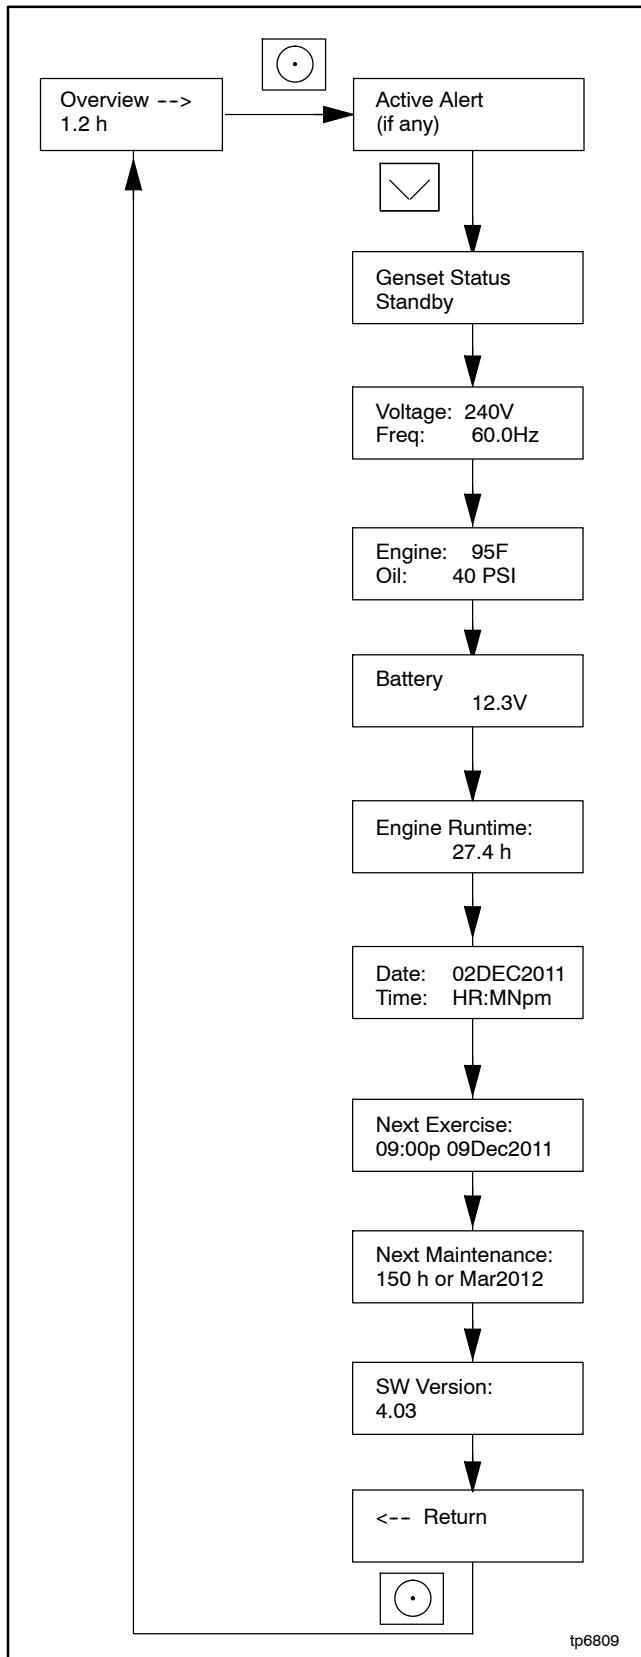 Overview -->
1.2 h
Active Alert
(if any)
Genset Status
Standby
Voltage: 240V
Freq: 60.0Hz
Engine: 95F
Oil: 40 PSI
Battery
12.3V
Engine Runtime:
27.4 h
Date: 02DEC2011
Time: HR:MNpm
Next Exercise:
09:00p 09Dec2011
Next Maintenance:
150 h or Mar2012
SW Version:
4.03
<-- Return
tp6809